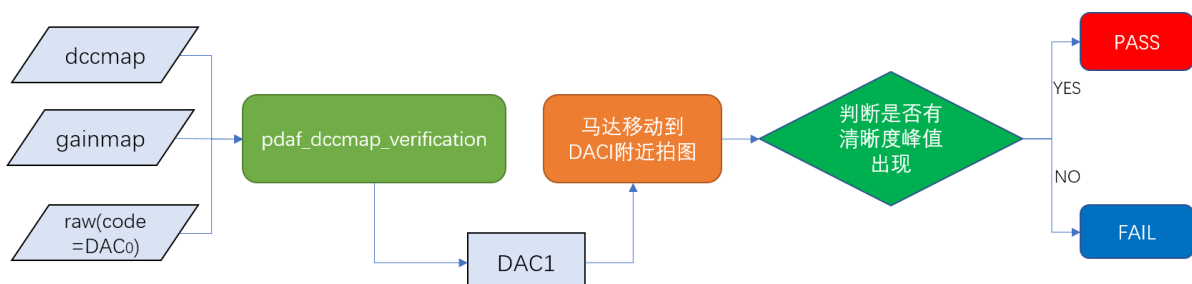 dccmap
gainmap
raw(code
=DAC0)
pdaf_dccmap_verification
DAC1
马达移动到
DACI附近拍图
判断是否有
清晰度峰值
出现
YES
NO
PASS
FAIL